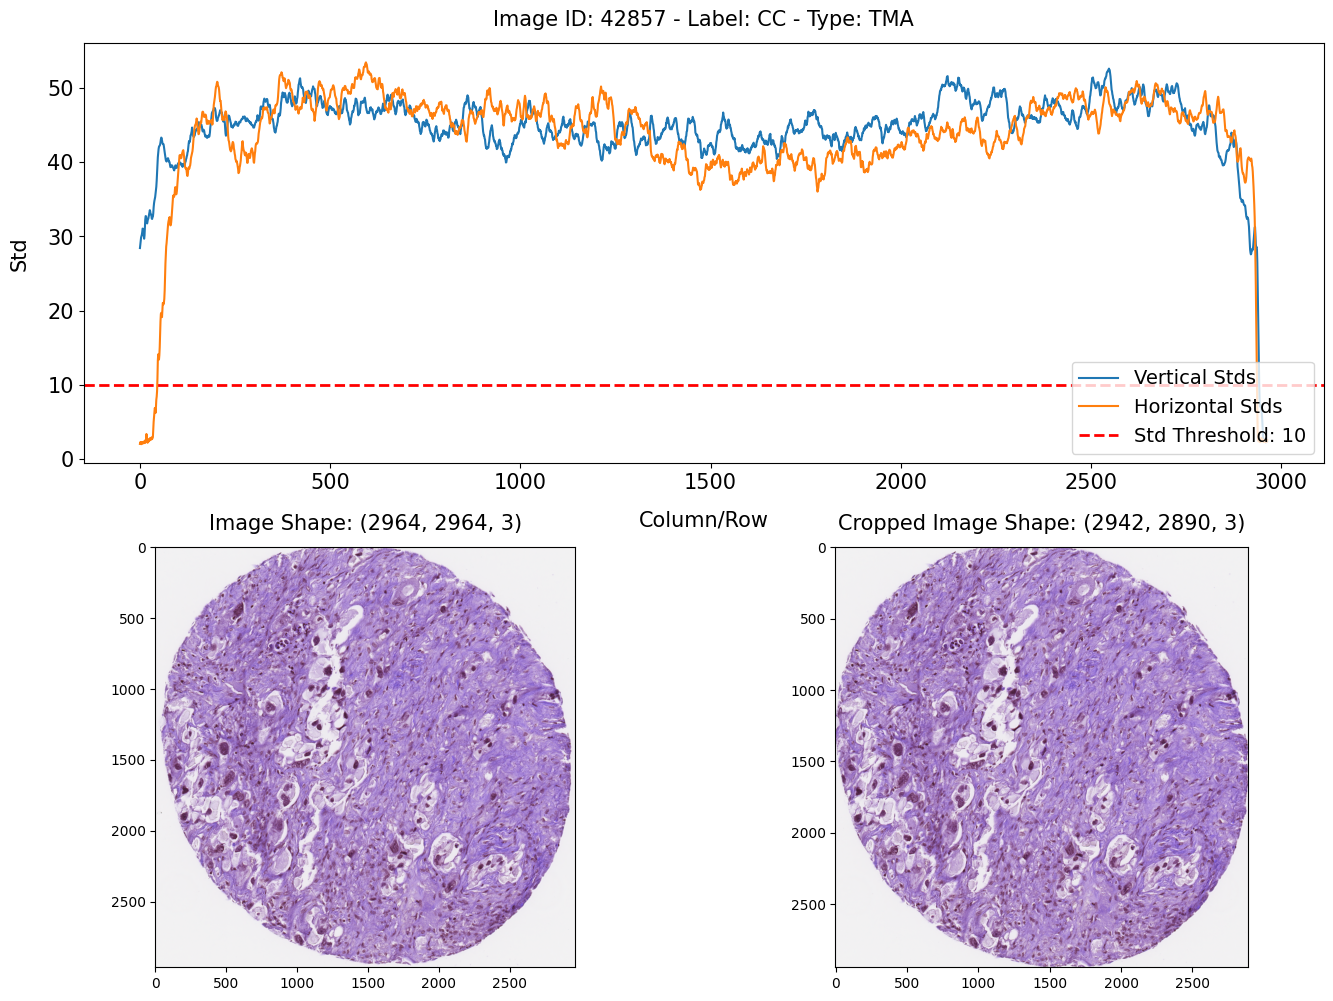 Image ID: 42857 - Label: CC - Type: TMA
Std
50
40
30
20
10
0
Vertical Stds
Horizontal Stds
Std Threshold: 10
0 500 1000 1500 2000 2500 3000
Column/Row
Image Shape: (2964, 2964, 3)
0
500
1000
1500
2000
2500
0 500 1000 1500 2000 2500
Cropped Image Shape: (2942, 2890, 3)
0
500
1000
1500
2000
2500
0 500 1000 1500 2000 2500